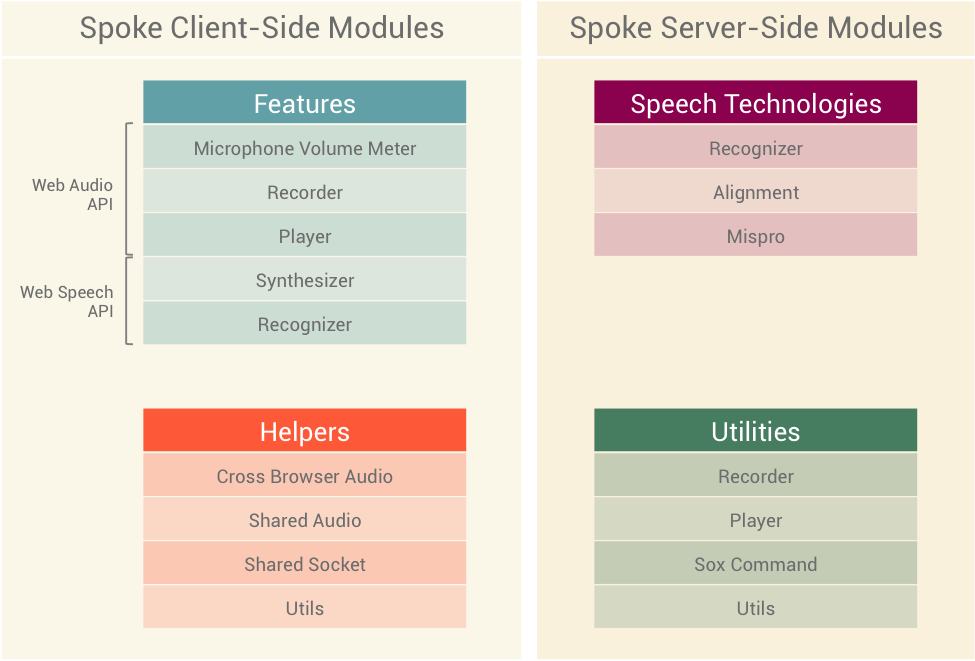 Spoke Client-Side Modules
Features
Web Audio
API
Microphone Volume Meter
Recorder
Player
Web Speech
API
Synthesizer
Recognizer
Helpers
Cross Browser Audio
Shared Audio
Shared Socket
Utils
Spoke Server-Side Modules
Speech Technologies
Recognizer
Alignment
Mispro
Utilities
Recorder
Player
Sox Command
Utils